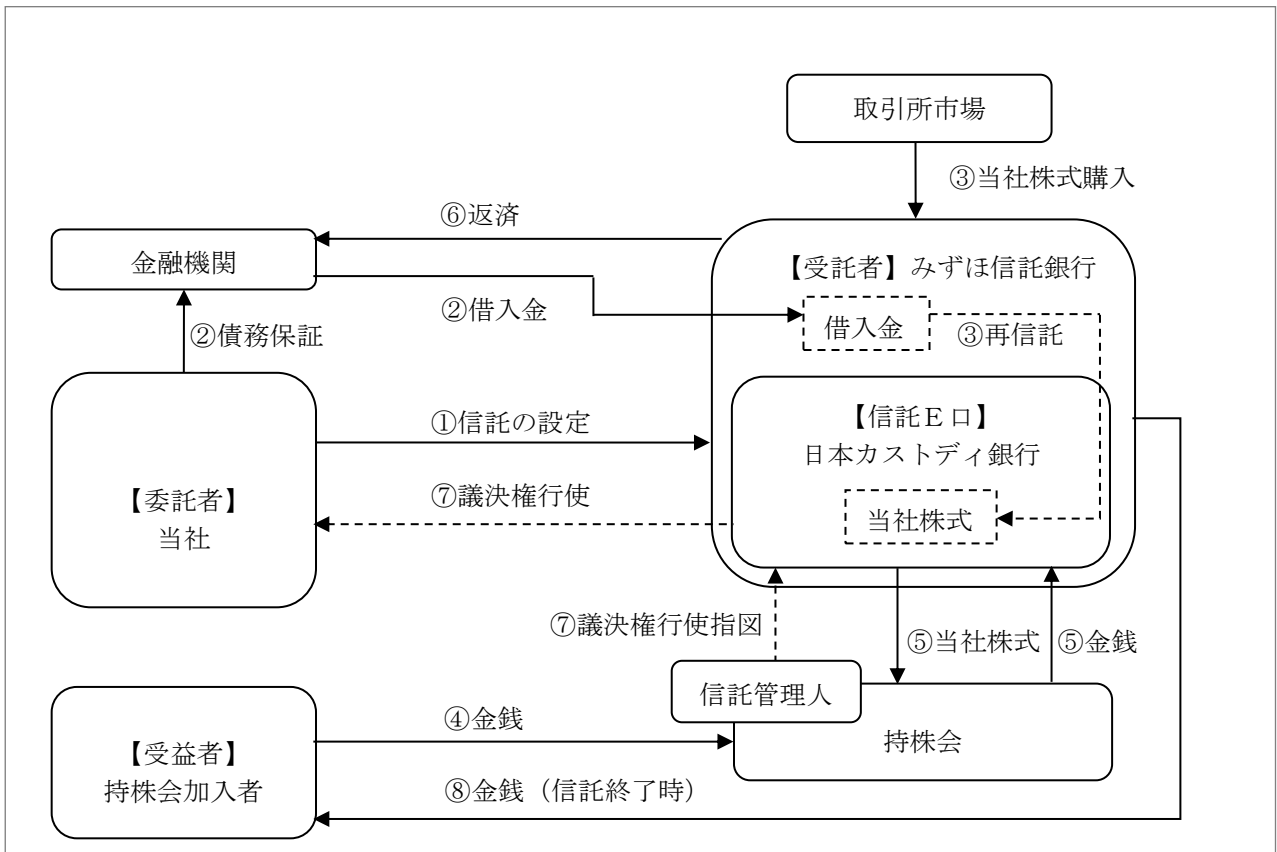 取引所市場
③当社株式購入
⑥返済
金融機関
【受託者】みずほ信託銀行
②借入金
借入金
③再信託
②債務保証
【信託Ｅ口】
日本カストディ銀行
①信託の設定
⑦議決権行使
【委託者】
当社
当社株式
⑦議決権行使指図
⑤当社株式
⑤金銭
信託管理人
④金銭
持株会
【受益者】
持株会加入者
⑧金銭（信託終了時）